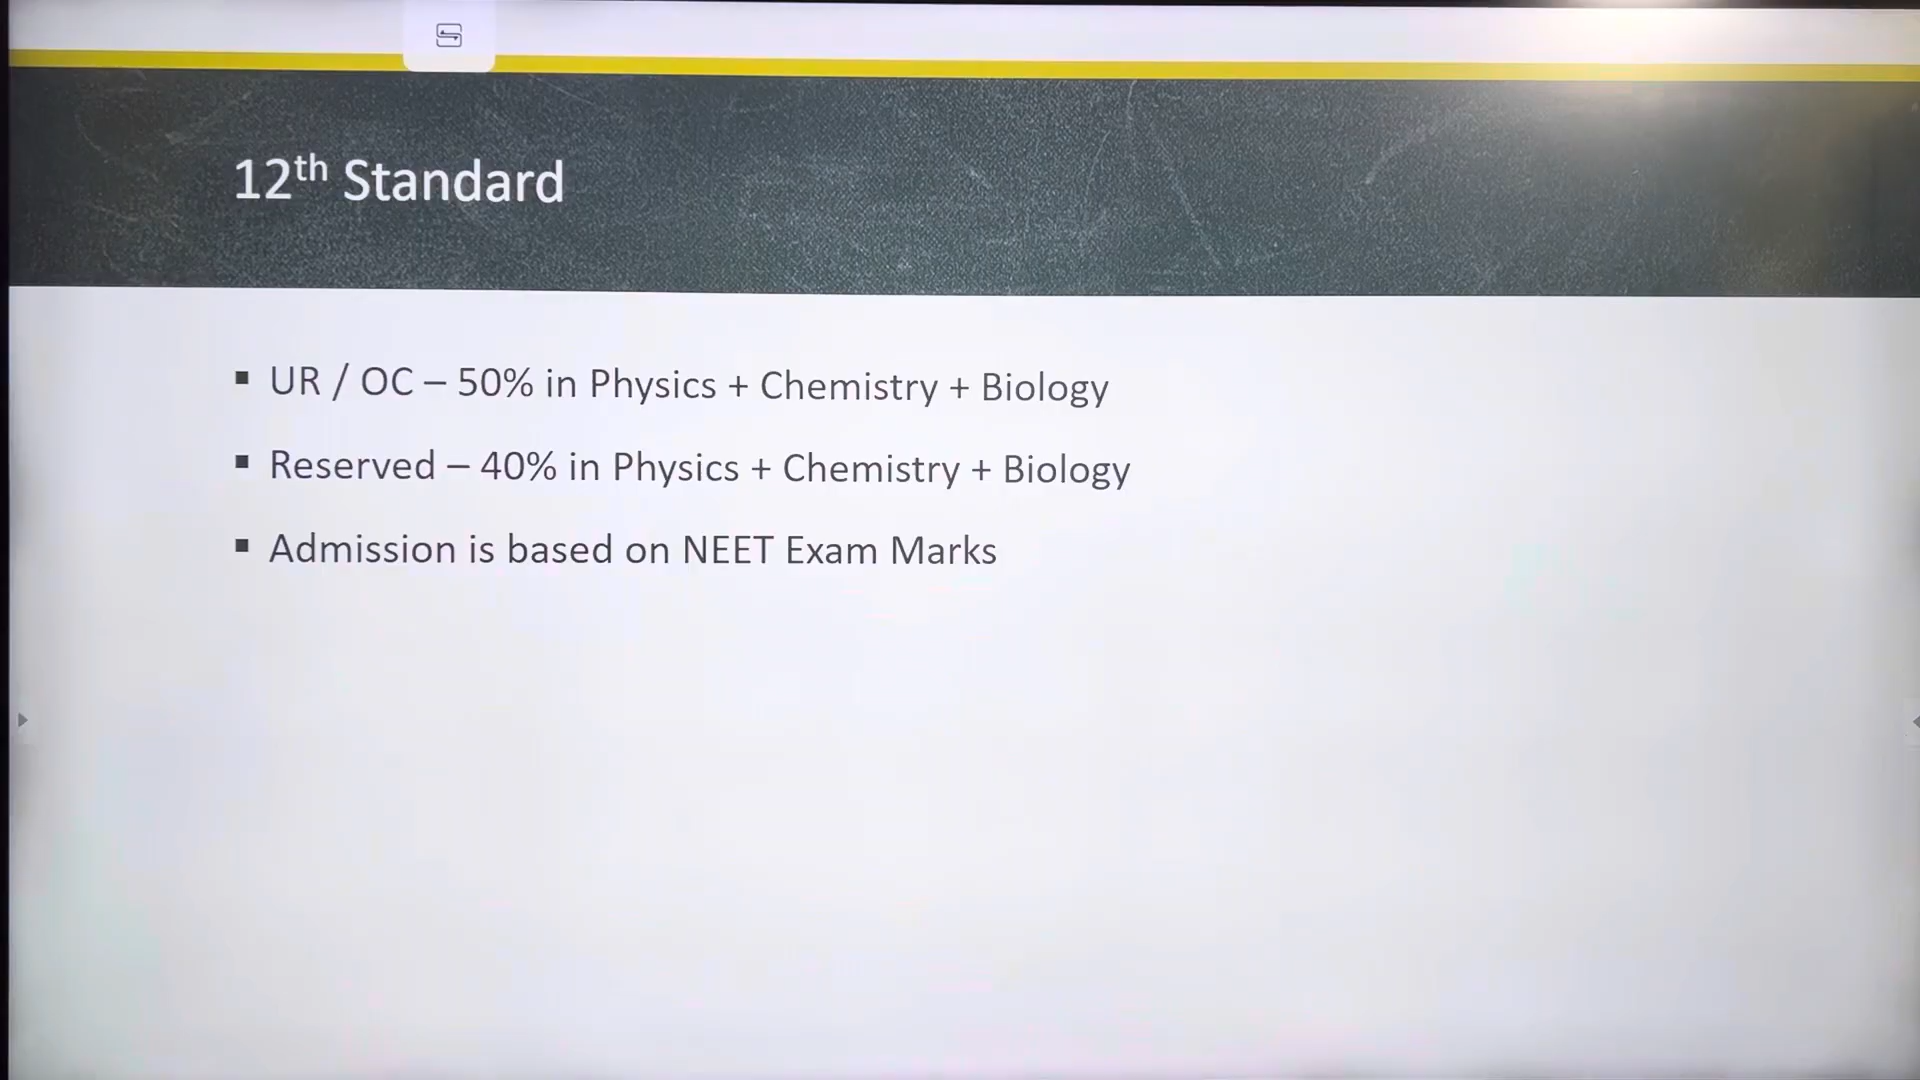 12th Standard
UR / OC – 50% in Physics + Chemistry + Biology
Reserved – 40% in Physics + Chemistry + Biology
Admission is based on NEET Exam Marks